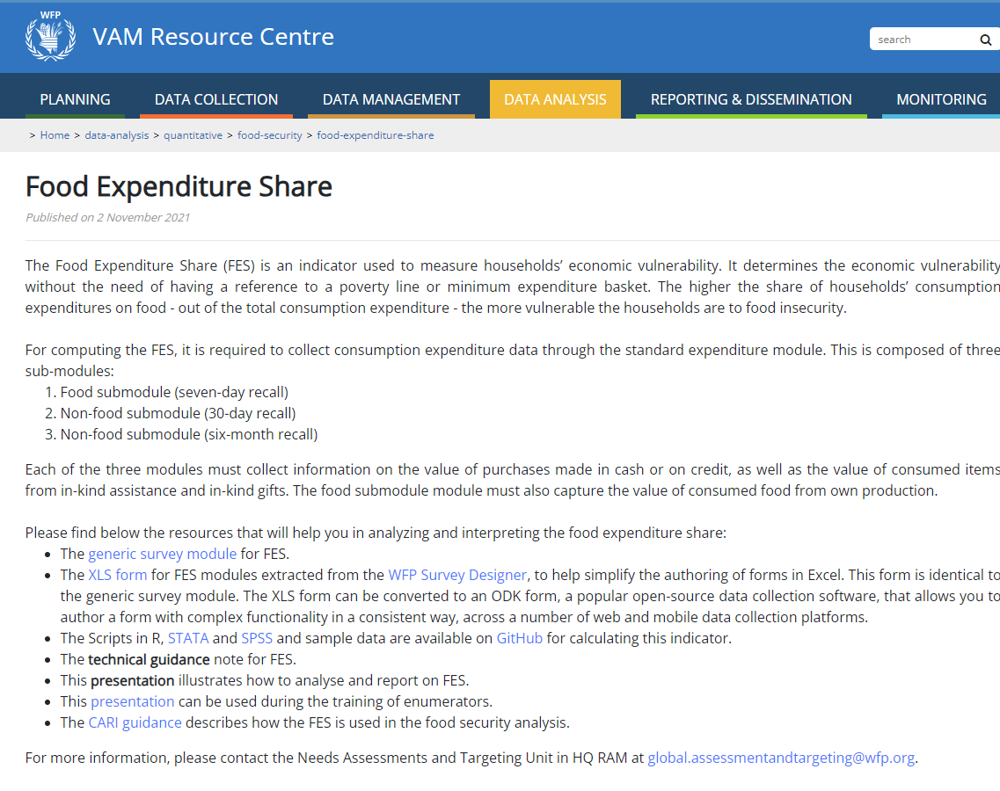 WFP
VAM Resource Centre
search
PLANNING
DATA COLLECTION
DATA MANAGEMENT
DATA ANALYSIS
REPORTING & DISSEMINATION
MONITORING
> Home > data-analysis > quantitative > food-security > food-expenditure-share
Food Expenditure Share
Published on 2 November 2021
The Food Expenditure Share (FES) is an indicator used to measure households’ economic vulnerability. It determines the economic vulnerability
without the need of having a reference to a poverty line or minimum expenditure basket. The higher the share of households’ consumption
expenditures on food - out of the total consumption expenditure - the more vulnerable the households are to food insecurity.
For computing the FES, it is required to collect consumption expenditure data through the standard expenditure module. This is composed of three
sub-modules:
1. Food submodule (seven-day recall)
2. Non-food submodule (30-day recall)
3. Non-food submodule (six-month recall)
Each of the three modules must collect information on the value of purchases made in cash or on credit, as well as the value of consumed items
from in-kind assistance and in-kind gifts. The food submodule module must also capture the value of consumed food from own production.
Please find below the resources that will help you in analyzing and interpreting the food expenditure share:
• The generic survey module for FES.
• The XLS form for FES modules extracted from the WFP Survey Designer, to help simplify the authoring of forms in Excel. This form is identical to
the generic survey module. The XLS form can be converted to an ODK form, a popular open-source data collection software, that allows you to
author a form with complex functionality in a consistent way, across a number of web and mobile data collection platforms.
• The Scripts in R, STATA and SPSS and sample data are available on GitHub for calculating this indicator.
• The technical guidance note for FES.
• This presentation illustrates how to analyse and report on FES.
• This presentation can be used during the training of enumerators.
• The CARI guidance describes how the FES is used in the food security analysis.
For more information, please contact the Needs Assessments and Targeting Unit in HQ RAM at global.assessmentandtargeting@wfp.org.